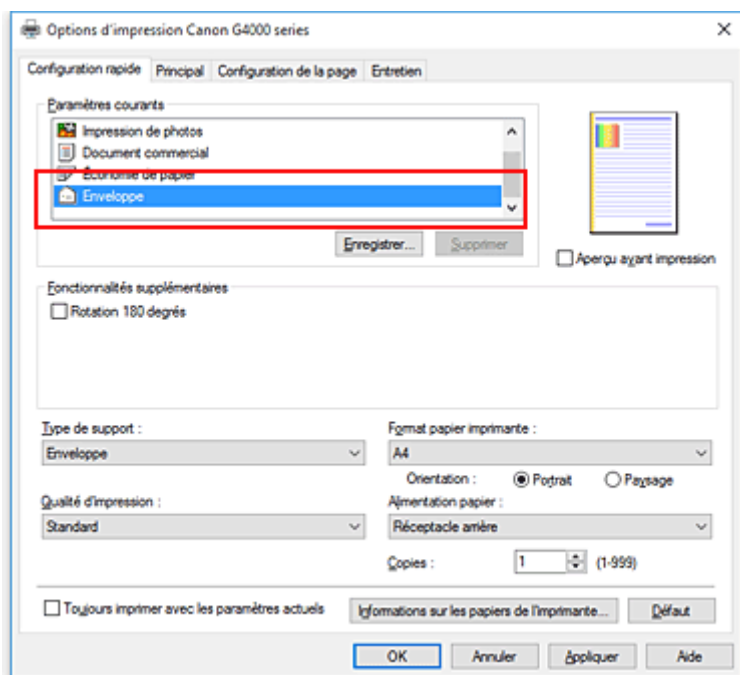 Options d'impression Canon G4000 series
Configuration rapide Principal Configuration de la page Entretien
Paramètres courants
Impression de photos
Document commercial
Économie de papier
Enveloppe
Enregistrer... Supprimer
Aperçu avant impression
Fonctionnalités supplémentaires
Rotation 180 degrés
Type de support : Format papier imprimante :
Enveloppe A4
Orientation : Portrait Paysage
Qualité d'impression : Alimentation papier :
Standard Réceptacle arrière
Copies : 1 (1-999)
Toujours imprimer avec les paramètres actuels Informations sur les papiers de l'imprimante... Défaut
OK Annuler Appliquer Aide